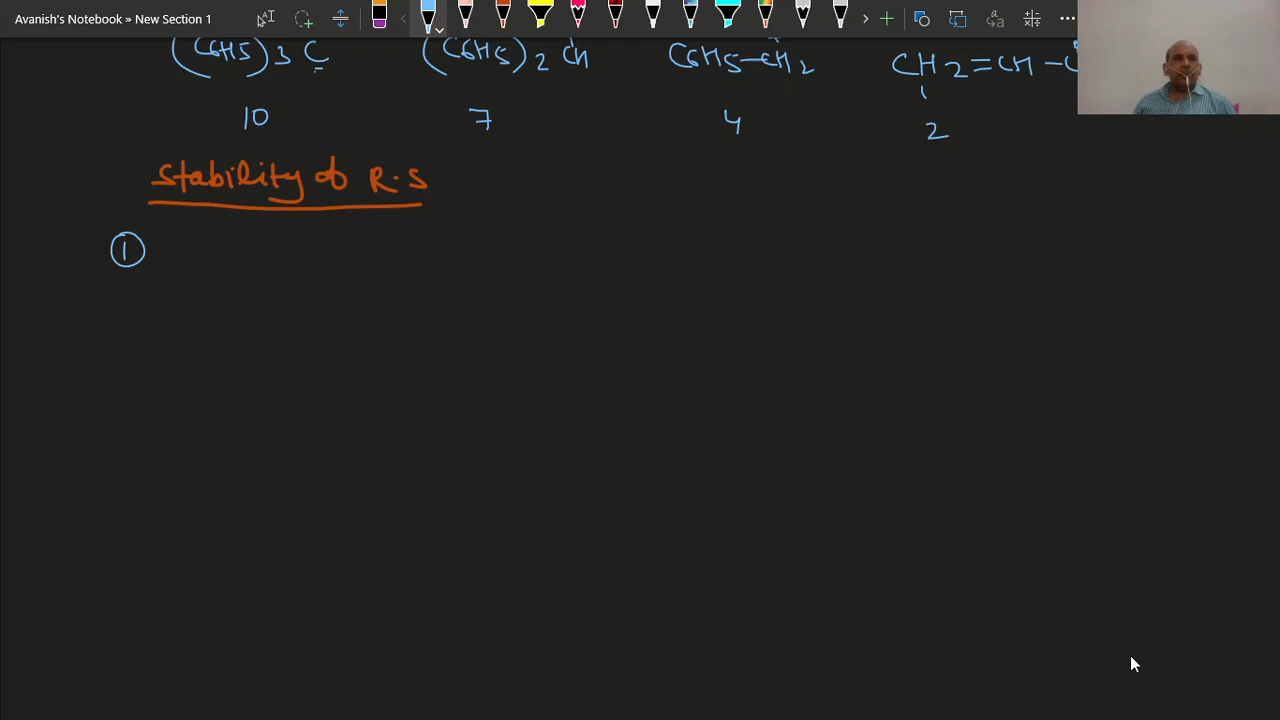 Avanish's Notebook » New Section 1
(C6H5)3 C (C6H5)2 CH C6H5-CH2 CH2=CH-C
10 7 4 2
Stability of R.S
①